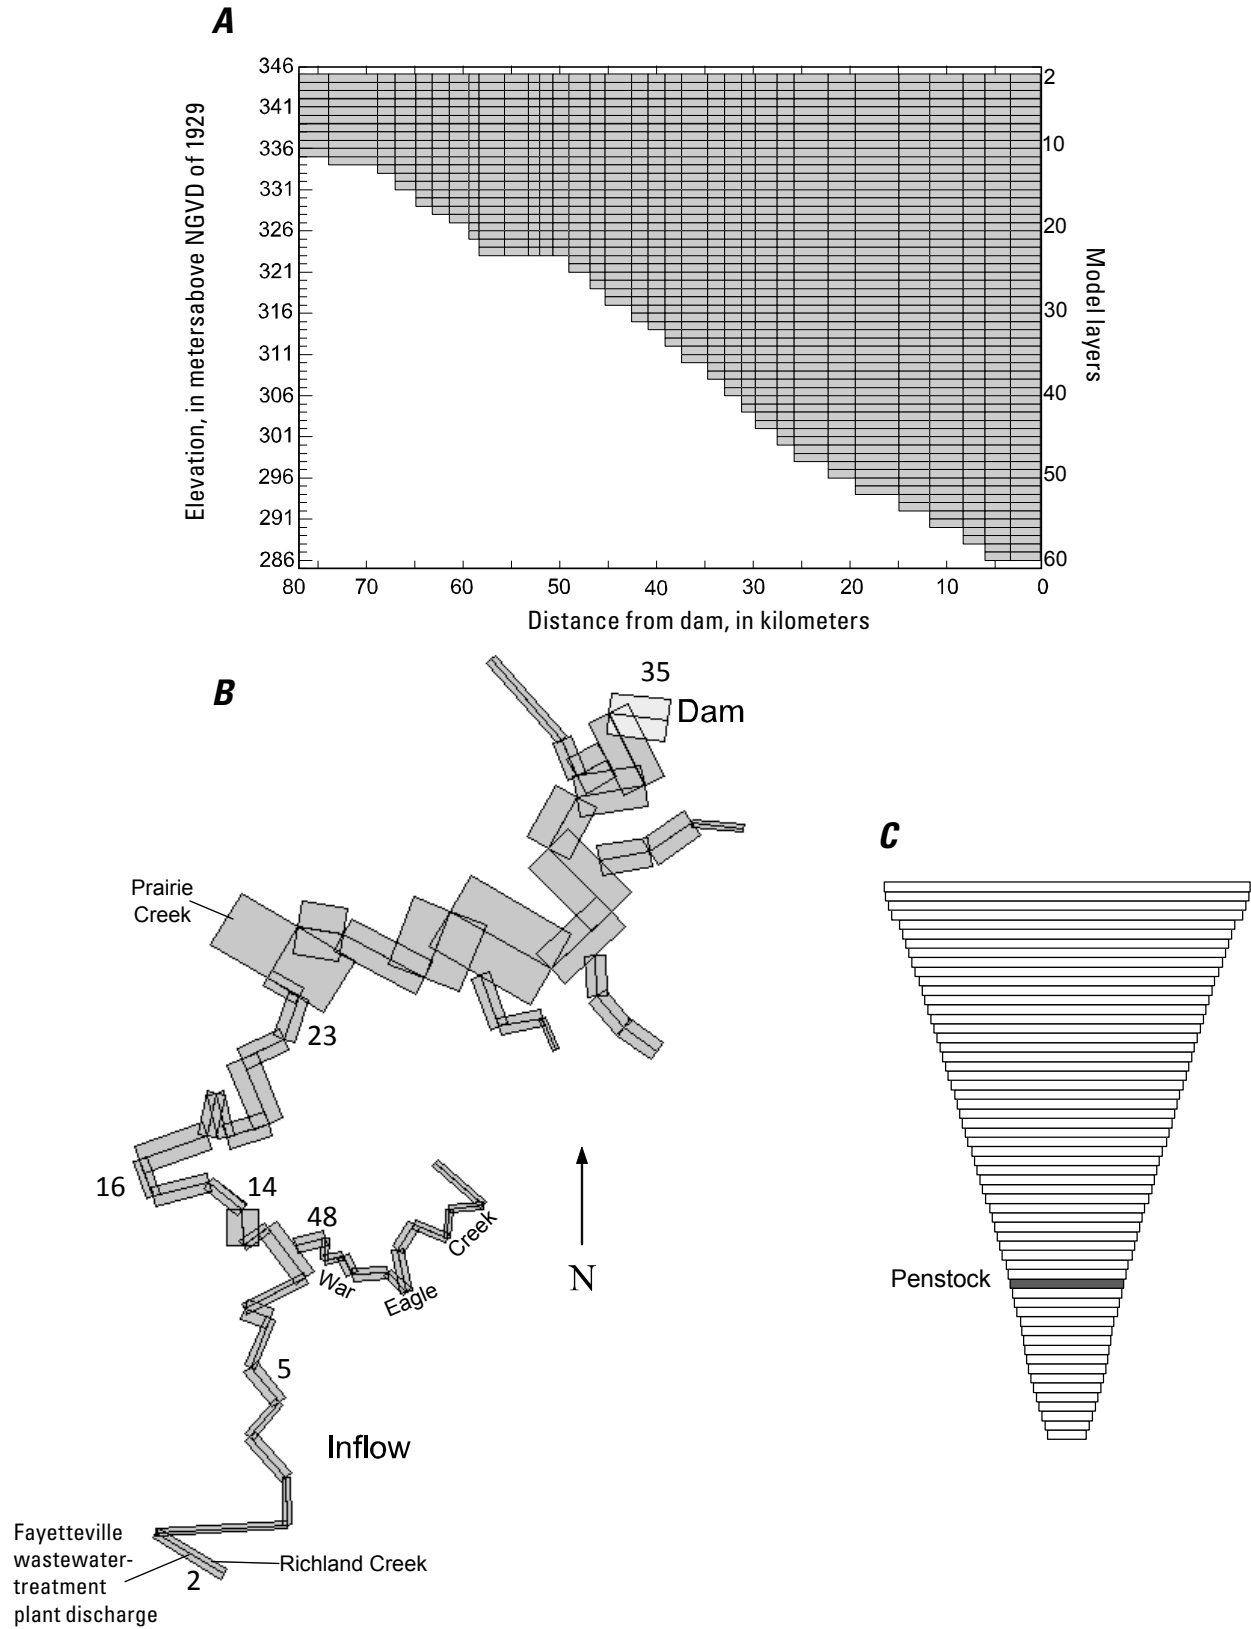 A
346
341
336
331
326
321
316
311
306
301
296
291
286
Elevation, in metersabove NGVD of 1929
2
10
20
30
40
50
60
Model layers
80
70
60
50
40
30
20
10
0
Distance from dam, in kilometers
B
35
Dam
Prairie
Creek
23
16
14
48
War
Eagle
Creek
5
Inflow
N
Fayetteville
wastewater-
treatment
plant discharge
2
Richland Creek
C
Penstock